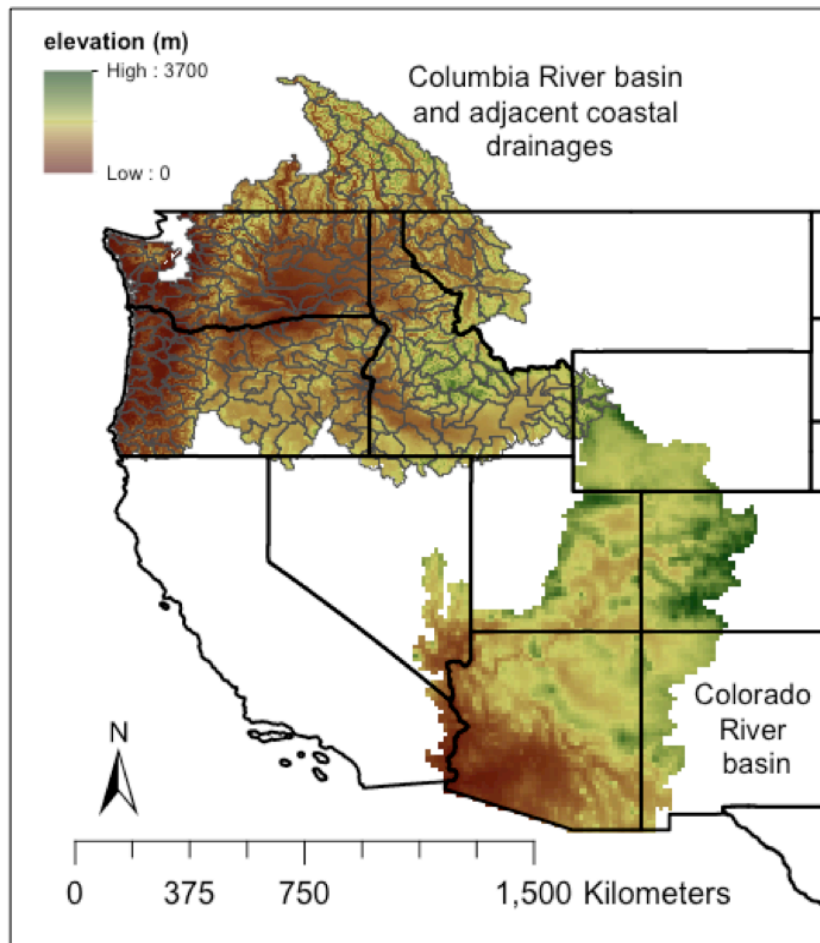 elevation (m)
High : 3700
Low : 0
Columbia River basin
and adjacent coastal
drainages
Colorado
River
basin
N
0 375 750 1,500 Kilometers